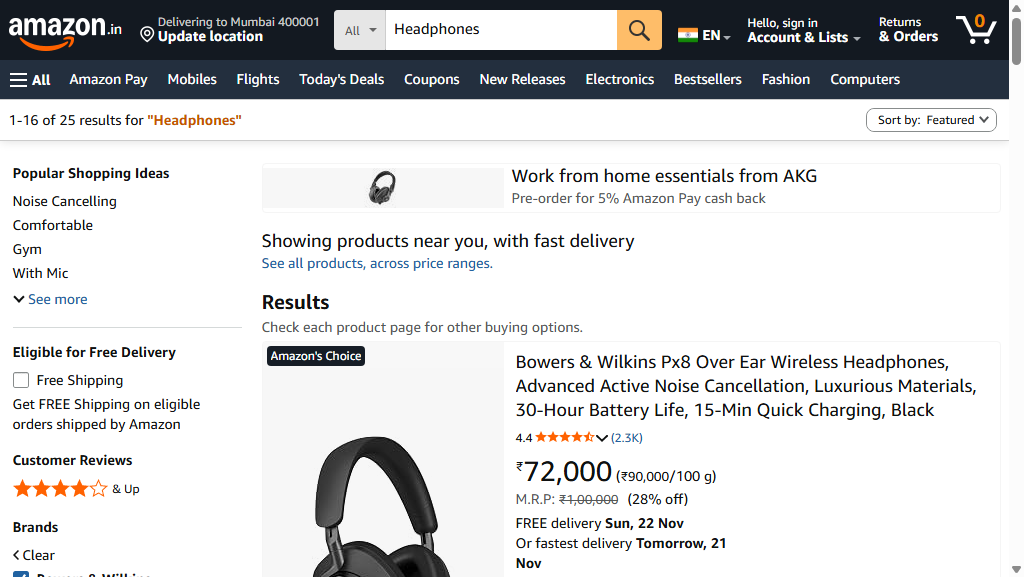 amazon.in
Delivering to Mumbai 400001
Update location
All
Headphones
EN
Hello, sign in
Account & Lists
Returns
& Orders
0
All
Amazon Pay
Mobiles
Flights
Today's Deals
Coupons
New Releases
Electronics
Bestsellers
Fashion
Computers
1-16 of 25 results for "Headphones"
Sort by: Featured
Popular Shopping Ideas
Noise Cancelling
Comfortable
Gym
With Mic
See more
Eligible for Free Delivery
Free Shipping
Get FREE Shipping on eligible
orders shipped by Amazon
Customer Reviews
& Up
Brands
Clear
Bowers & Wilkins
Work from home essentials from AKG
Pre-order for 5% Amazon Pay cash back
Showing products near you, with fast delivery
See all products, across price ranges.
Results
Check each product page for other buying options.
Amazon's Choice
Bowers & Wilkins Px8 Over Ear Wireless Headphones,
Advanced Active Noise Cancellation, Luxurious Materials,
30-Hour Battery Life, 15-Min Quick Charging, Black
4.4 (2.3K)
₹72,000 (₹90,000/100 g)
M.R.P: ₹1,00,000 (28% off)
FREE delivery Sun, 22 Nov
Or fastest delivery Tomorrow, 21
Nov